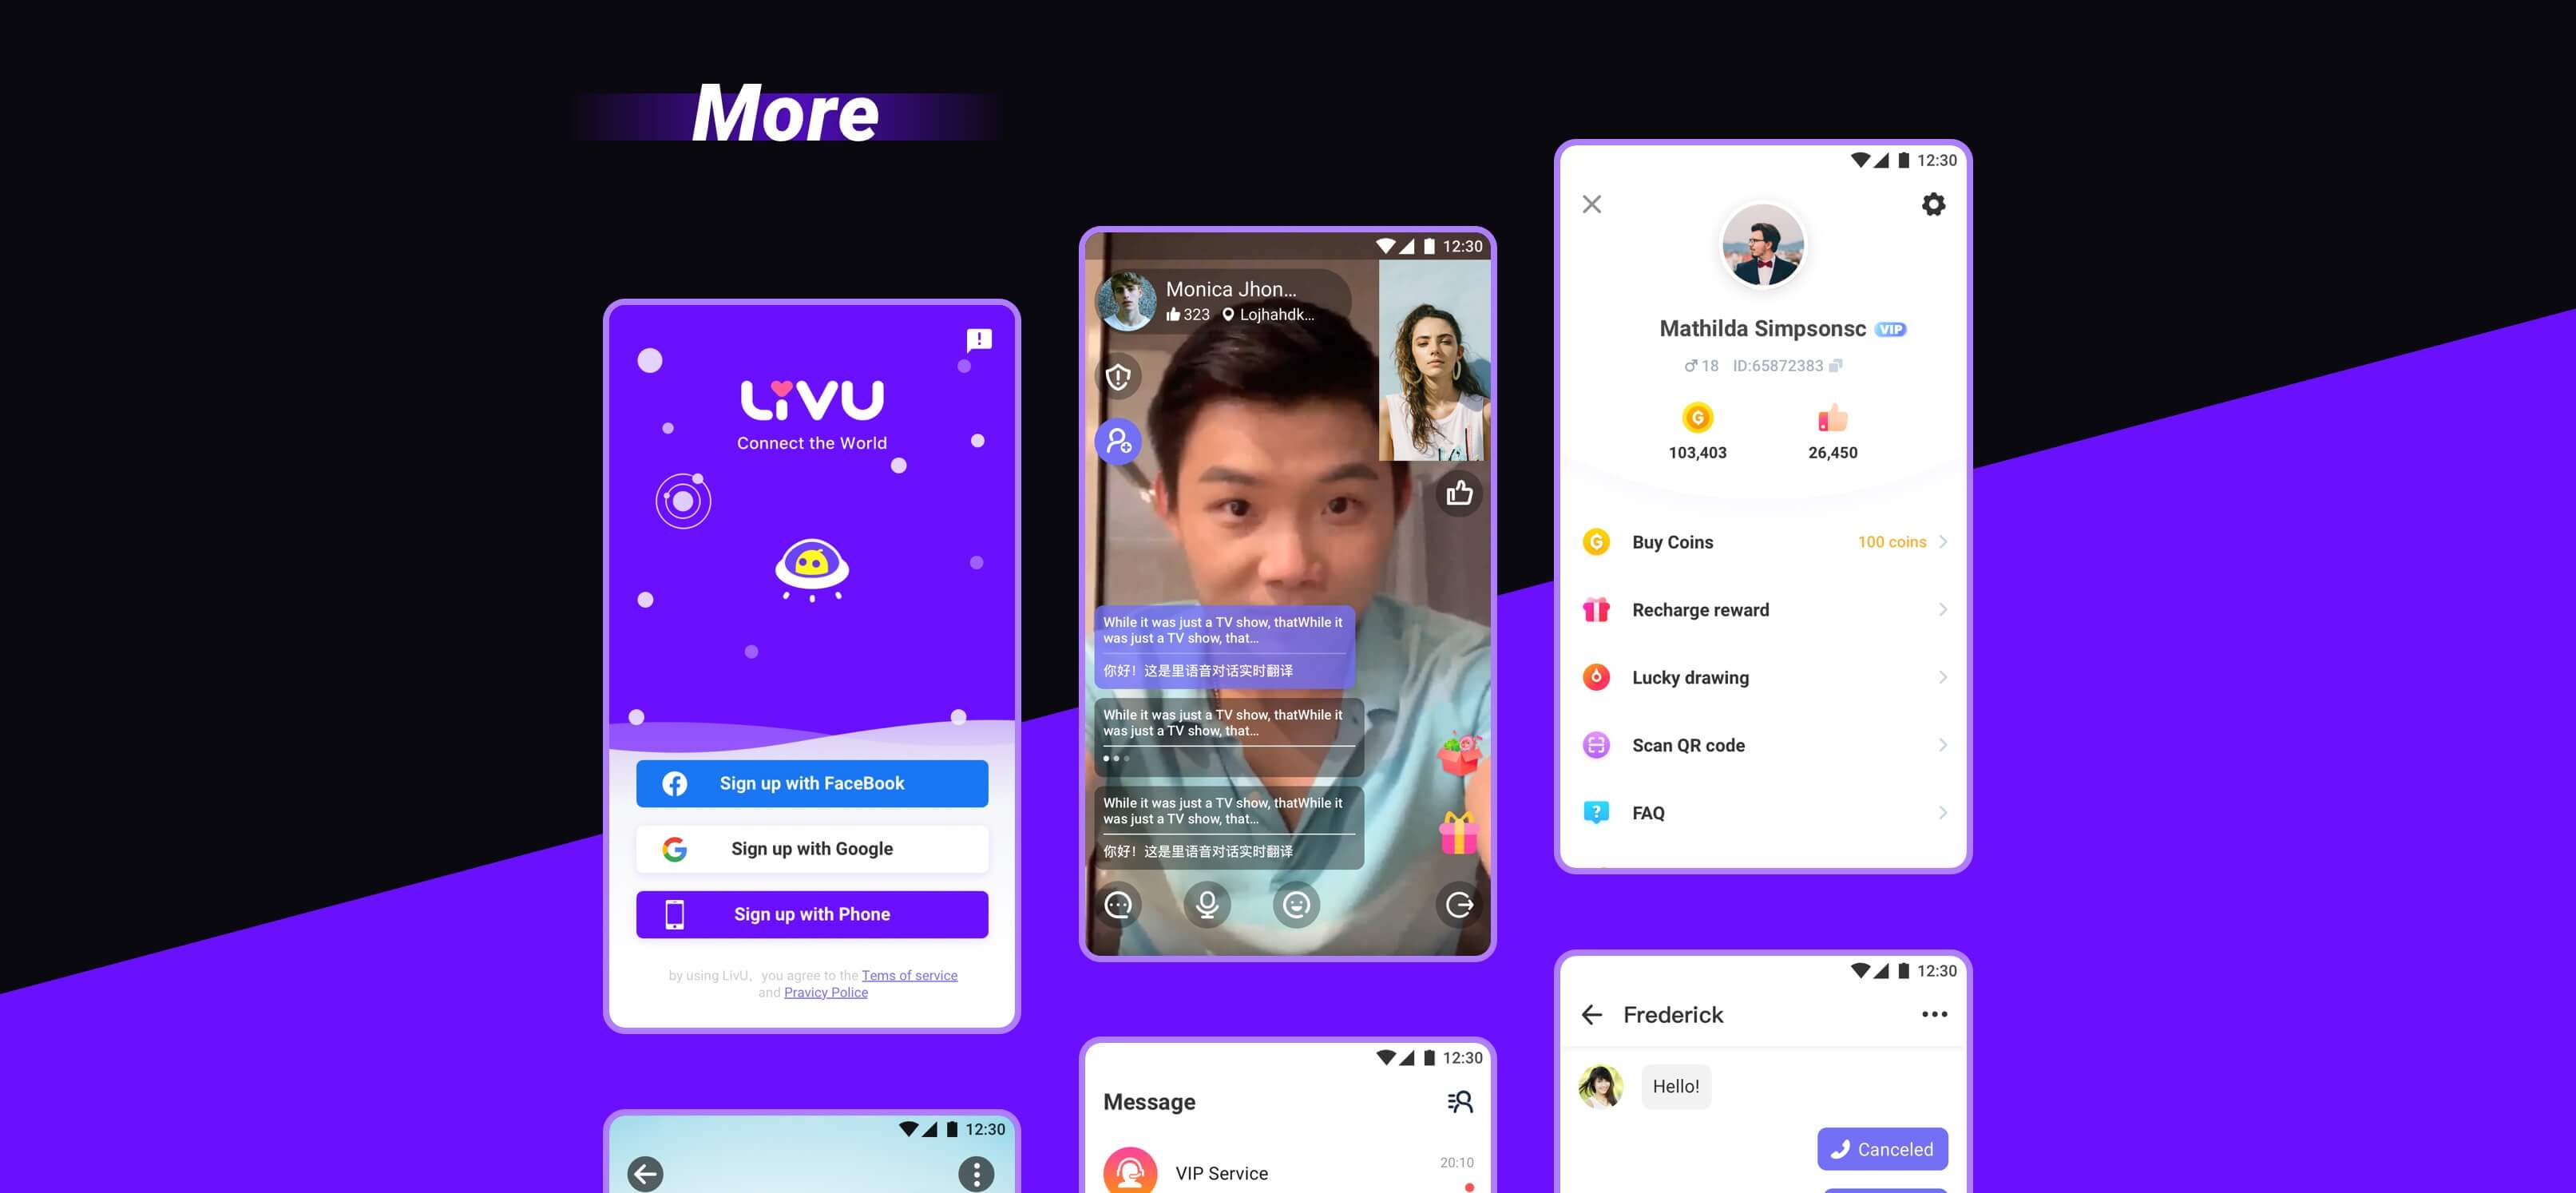 More
LiVU
Connect the World
Sign up with FaceBook
Sign up with Google
Sign up with Phone
by using LivU, you agree to the Tems of service
and Pravicy Police
12:30
Monica Jhon...
323 Lojhahdk...
While it was just a TV show, thatWhile it
was just a TV show, that...
你好！这是里语音对话实时翻译
While it was just a TV show, thatWhile it
was just a TV show, that...
While it was just a TV show, thatWhile it
was just a TV show, that...
你好！这是里语音对话实时翻译
12:30
Mathilda Simpsonsc VIP
18 ID:65872383
103,403 26,450
Buy Coins 100 coins
Recharge reward
Lucky drawing
Scan QR code
FAQ
12:30
12:30
Message
VIP Service 20:10
12:30
Frederick
Hello!
Canceled